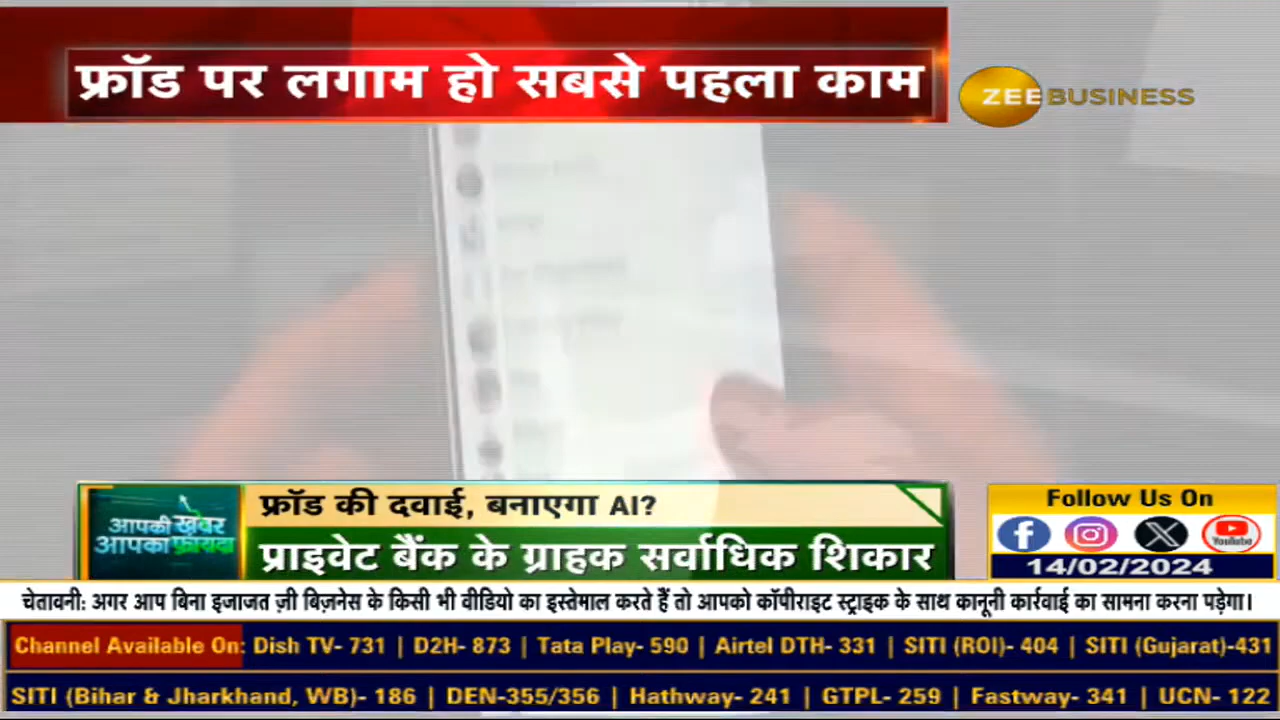 फ्रॉड पर लगाम हो सबसे पहला काम
ZEE BUSINESS
फ्रॉड की दवाई, बनाएगा AI?
आपकी ख़बर
आपका फ़ायदा
प्राइवेट बैंक के ग्राहक सर्वाधिक शिकार
Follow Us On
YouTube
14/02/2024
चेतावनी: अगर आप बिना इजाजत ज़ी बिज़नेस के किसी भी वीडियो का इस्तेमाल करते हैं तो आपको कॉपीराइट स्ट्राइक के साथ कानूनी कार्रवाई का सामना करना पड़ेगा।
Channel Available On: Dish TV- 731 | D2H- 873 | Tata Play- 590 | Airtel DTH- 331 | SITI (ROI)- 404 | SITI (Gujarat)-431
SITI (Bihar & Jharkhand, WB)- 186 | DEN-355/356 | Hathway- 241 | GTPL- 259 | Fastway- 341 | UCN- 122